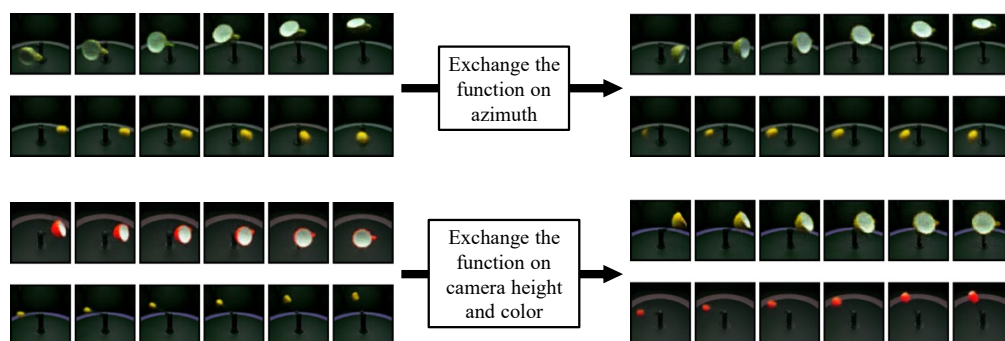 Exchange the
function on
azimuth
Exchange the
function on
camera height
and color